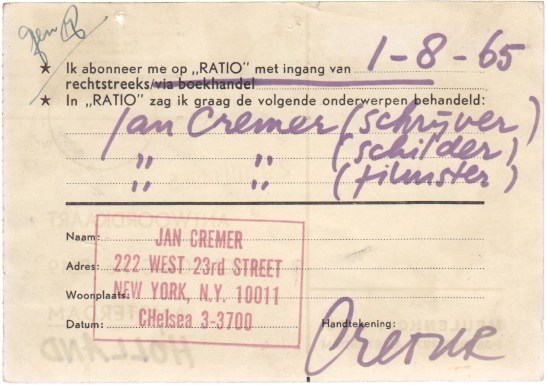 ★ Ik abonneer me op „RATIO” met ingang van 1-8-65
rechtstreeks/via boekhandel
★ In „RATIO” zag ik graag de volgende onderwerpen behandeld:
Jan Cremer (schrijver)
" " (schilder)
" " (filmster)
Naam: JAN CREMER
Adres: 222 WEST 23rd STREET
Woonplaats: NEW YORK, N.Y. 10011
Datum: CHelsea 3-3700
Handtekening:
Cremer
HOLLAND